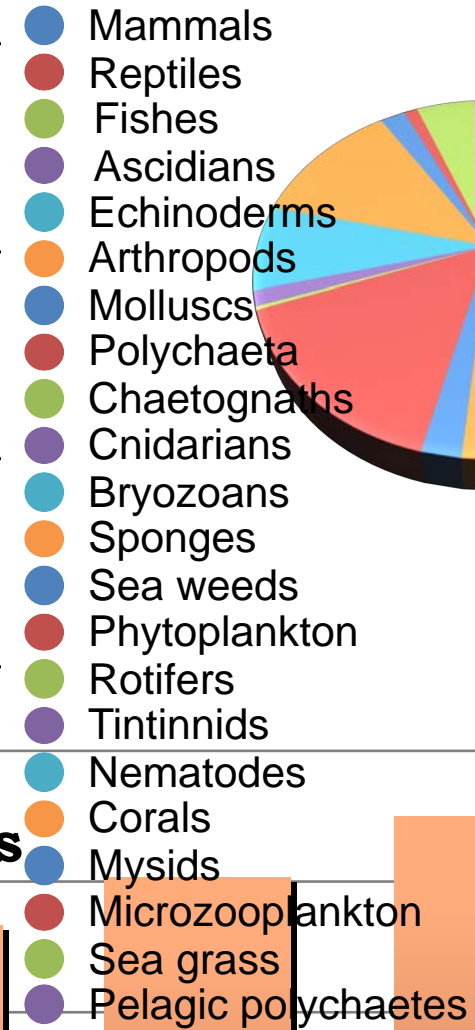 Mammals
Reptiles
Fishes
Ascidians
Echinoderms
Arthropods
Molluscs
Polychaeta
Chaetognaths
Cnidarians
Bryozoans
Sponges
Sea weeds
Phytoplankton
Rotifers
Tintinnids
Nematodes
Corals
s
Mysids
Microzooplankton
Sea grass
Pelagic polychaetes